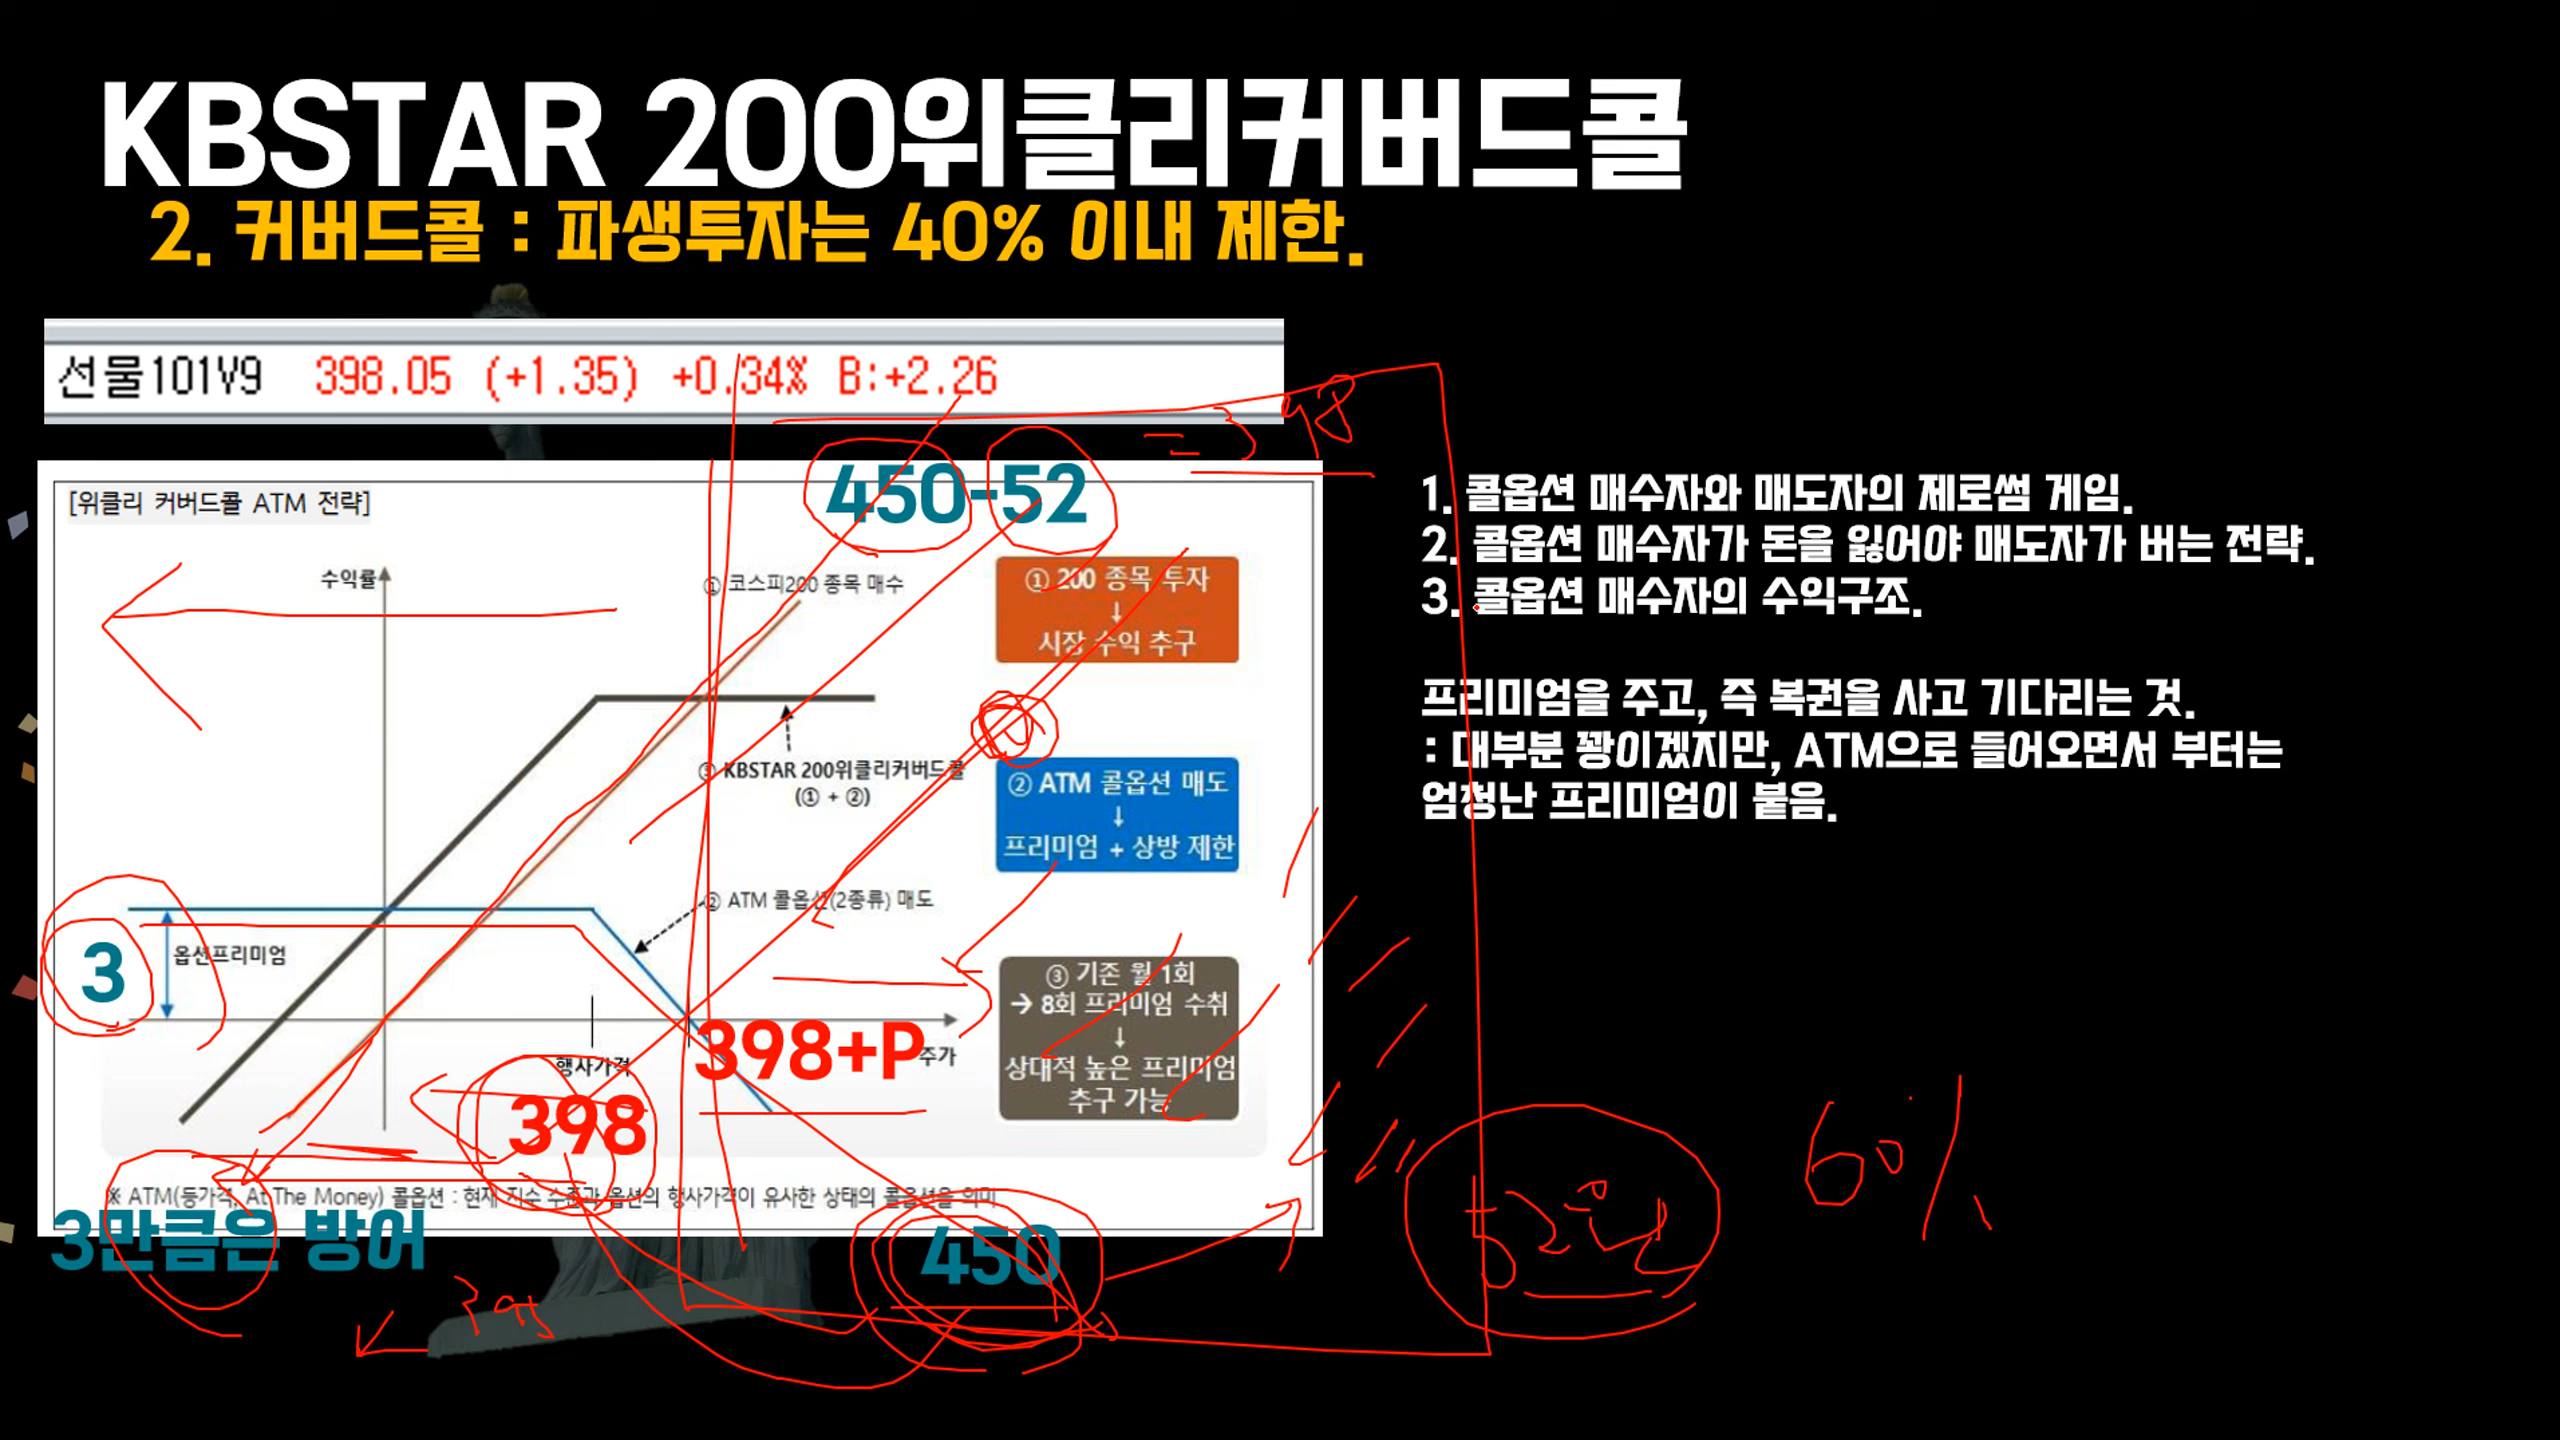 KBSTAR 200위클리커버드콜
2. 커버드콜 : 파생투자는 40% 이내 제한.
선물101V9 398.05 (+1.35) +0.34% B:+2.26
= 398
450-52
[위클리 커버드콜 ATM 전략]
수익률
① 코스피200 종목 매수
① 200 종목 투자
↓
시장 수익 추구
③ KBSTAR 200위클리커버드콜
(① + ②)
② ATM 콜옵션 매도
↓
프리미엄 + 상방 제한
② ATM 콜옵션(2종류) 매도
3
옵션프리미엄
③ 기존 월 1회
→ 8회 프리미엄 수취
↓
상대적 높은 프리미엄
추구 가능
398+P
주가
행사가격
398
※ ATM(등가격, At The Money) 콜옵션 : 현재 지수 수준과 옵션의 행사가격이 유사한 상태의 콜옵션을 의미
3만큼은 방어
450
395
1. 콜옵션 매수자와 매도자의 제로썸 게임.
2. 콜옵션 매수자가 돈을 잃어야 매도자가 버는 전략.
3. 콜옵션 매수자의 수익구조.
프리미엄을 주고, 즉 복권을 사고 기다리는 것.
: 대부분 꽝이겠지만, ATM으로 들어오면서 부터는
엄청난 프리미엄이 붙음.
60%